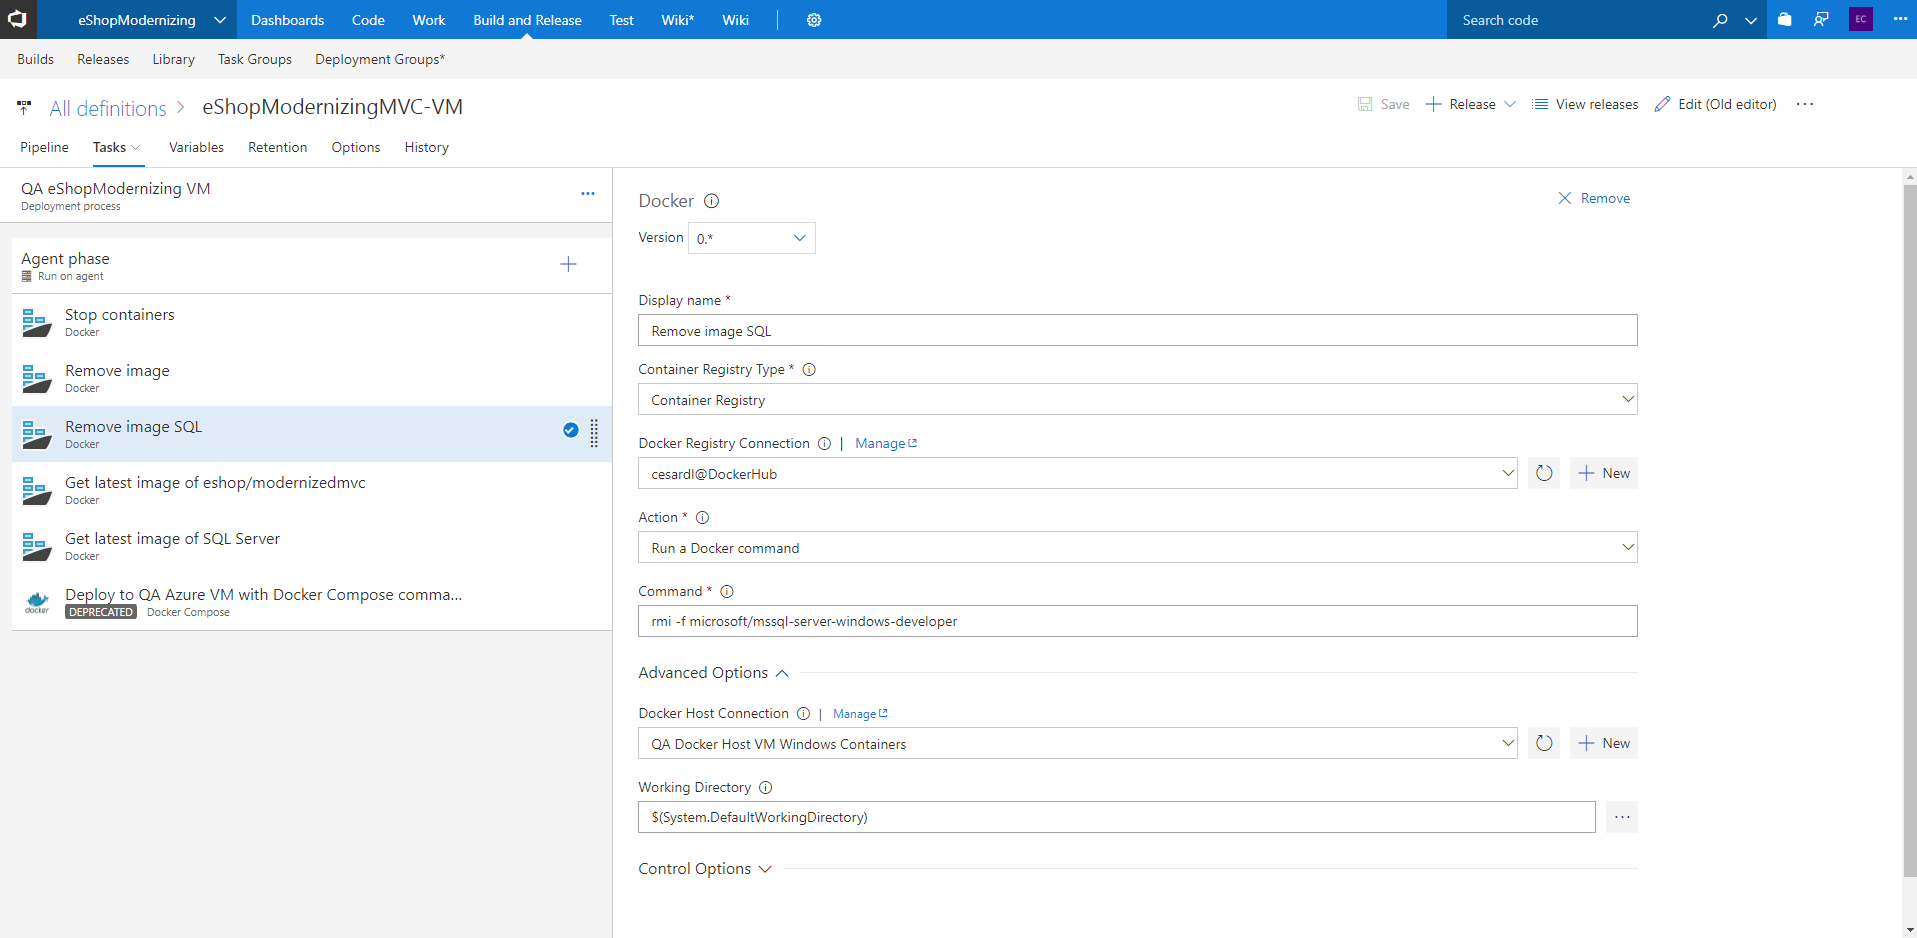 eShopModernizing Dashboards Code Work Build and Release Test Wiki* Wiki Search code EC
Builds Releases Library Task Groups Deployment Groups*
All definitions > eShopModernizingMVC-VM Save Release View releases Edit (Old editor) ...
Pipeline Tasks Variables Retention Options History
QA eShopModernizing VM
Deployment process
Agent phase
Run on agent
Stop containers
Docker
Remove image
Docker
Remove image SQL
Docker
Get latest image of eshop/modernizedmvc
Docker
Get latest image of SQL Server
Docker
Deploy to QA Azure VM with Docker Compose comma...
docker
DEPRECATED Docker Compose
Docker Remove
Version 0.*
Display name *
Remove image SQL
Container Registry Type *
Container Registry
Docker Registry Connection | Manage
cesardl@DockerHub New
Action *
Run a Docker command
Command *
rmi -f microsoft/mssql-server-windows-developer
Advanced Options
Docker Host Connection | Manage
QA Docker Host VM Windows Containers New
Working Directory
$(System.DefaultWorkingDirectory) ...
Control Options